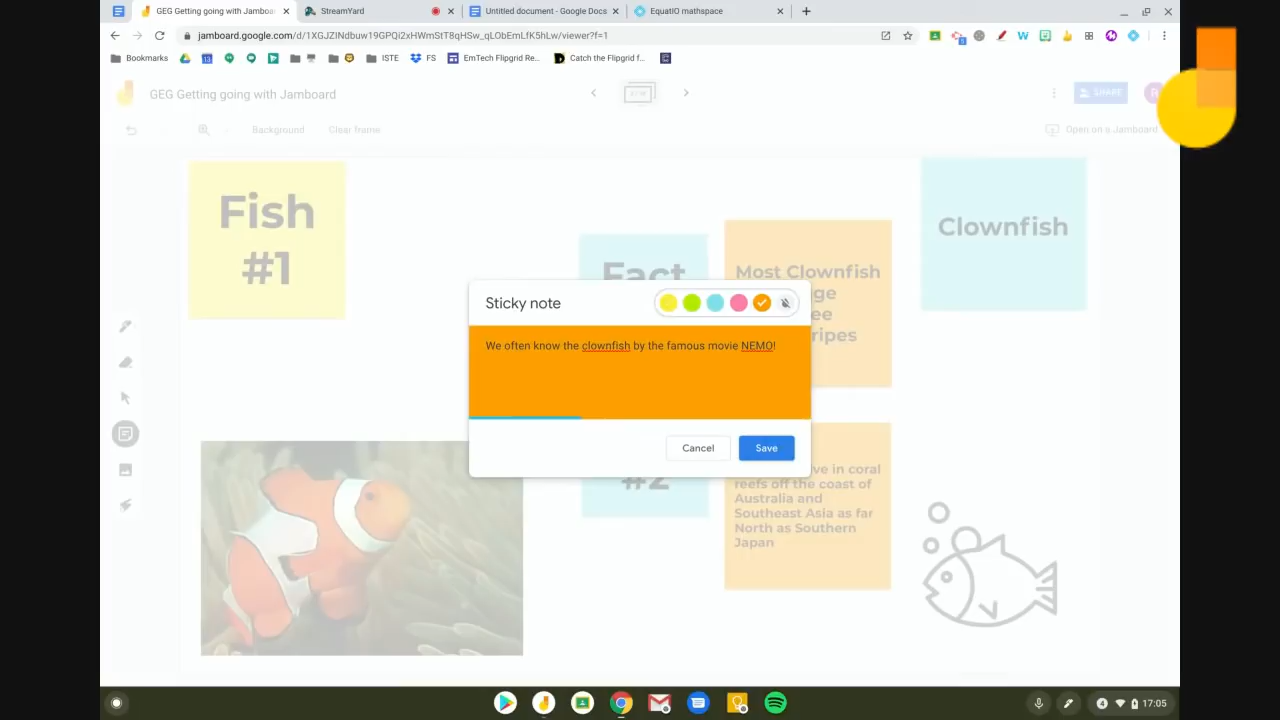 GEG Getting going with Jamboa
StreamYard
Untitled document - Google Docs
EquatIO mathspace
jamboard.google.com/d/1XGJZINdbuw19GPQi2xHWmStT8qHSw_qLObEmLfK5hLw/viewer?f=1
Bookmarks
ISTE
FS
EmTech Flipgrid Re...
Catch the Flipgrid f...
GEG Getting going with Jamboard
SHARE
R
Background
Clear frame
Open on a Jamboard
Fish
#1
Fact
Most Clownfish
ree
ripes
Clownfish
Sticky note
We often know the clownfish by the famous movie NEMO!
Cancel
Save
#2
ve in coral
reefs off the coast of
Australia and
Southeast Asia as far
North as Southern
Japan
4
17:05